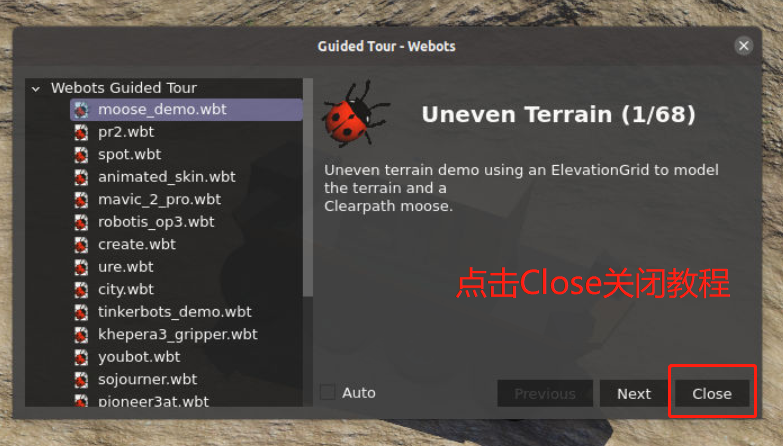 Guided Tour - Webots
Webots Guided Tour
moose_demo.wbt
pr2.wbt
spot.wbt
animated_skin.wbt
mavic_2_pro.wbt
robotis_op3.wbt
create.wbt
ure.wbt
city.wbt
tinkerbots_demo.wbt
khepera3_gripper.wbt
youbot.wbt
sojourner.wbt
pioneer3at.wbt
Uneven Terrain (1/68)
Uneven terrain demo using an ElevationGrid to model
the terrain and a
Clearpath moose.
点击Close关闭教程
Auto
Previous
Next
Close